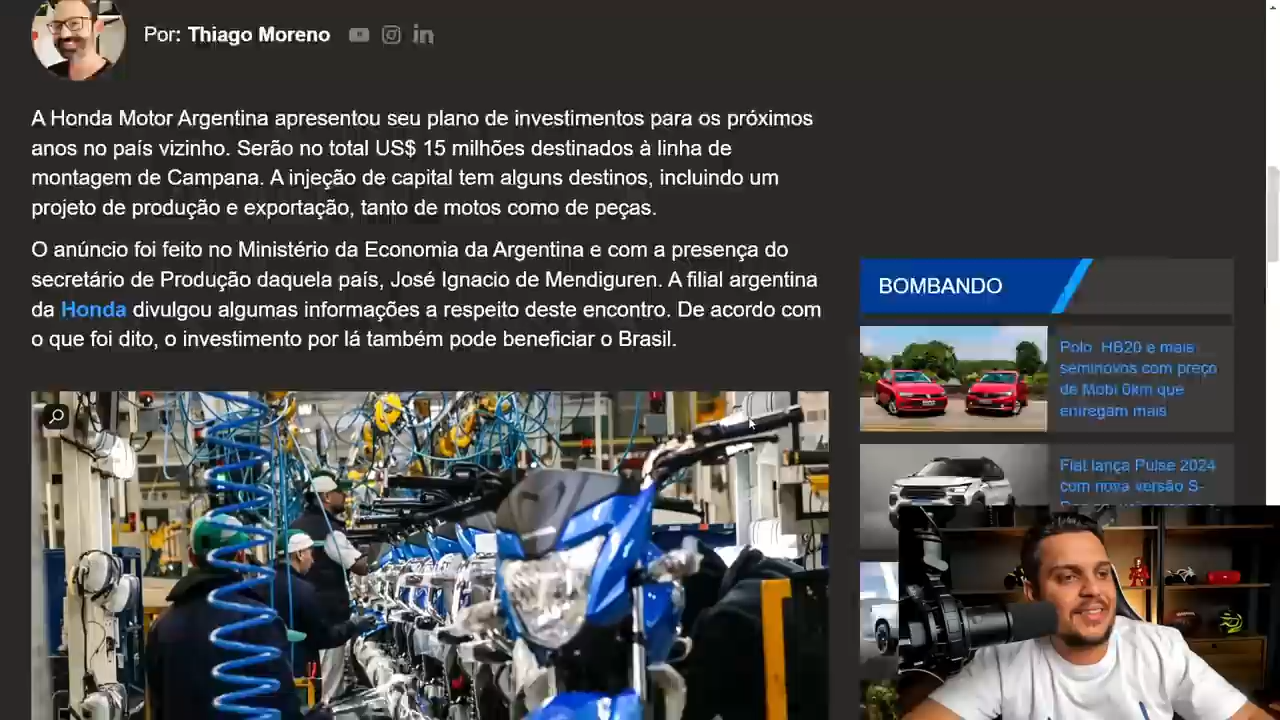 Por: Thiago Moreno
A Honda Motor Argentina apresentou seu plano de investimentos para os próximos
anos no país vizinho. Serão no total US$ 15 milhões destinados à linha de
montagem de Campana. A injeção de capital tem alguns destinos, incluindo um
projeto de produção e exportação, tanto de motos como de peças.
O anúncio foi feito no Ministério da Economia da Argentina e com a presença do
secretário de Produção daquela país, José Ignacio de Mendiguren. A filial argentina
da Honda divulgou algumas informações a respeito deste encontro. De acordo com
o que foi dito, o investimento por lá também pode beneficiar o Brasil.
BOMBANDO
Polo, HB20 e mais
seminovos com preço
de Mobi 0km que
entregam mais
Fiat lança Pulse 2024
com nova versão S-